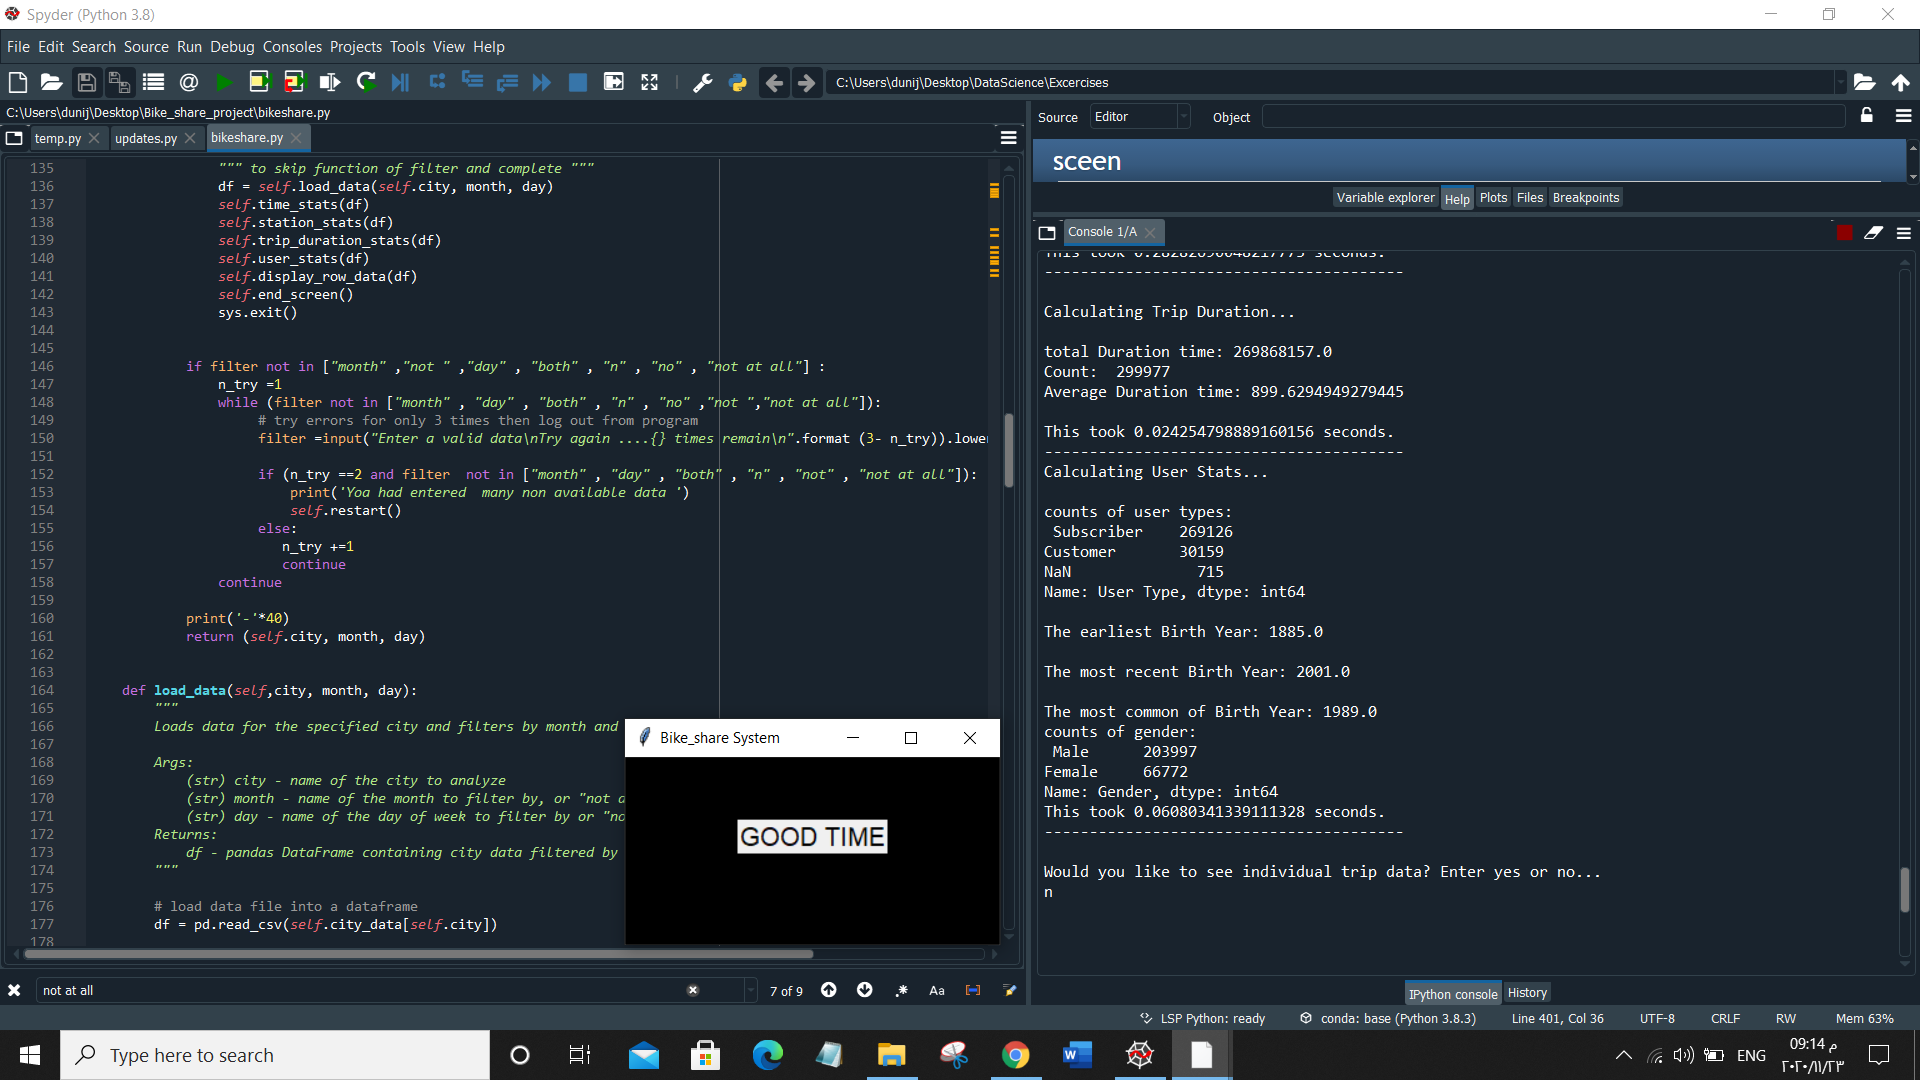 Spyder (Python 3.8)
File Edit Search Source Run Debug Consoles Projects Tools View Help
C:\Users\dunij\Desktop\DataScience\Excercises
C:\Users\dunij\Desktop\Bike_share_project\bikeshare.py
temp.py updates.py bikeshare.py
135 """ to skip function of filter and complete """
136 df = self.load_data(self.city, month, day)
137 self.time_stats(df)
138 self.station_stats(df)
139 self.trip_duration_stats(df)
140 self.user_stats(df)
141 self.display_row_data(df)
142 self.end_screen()
143 sys.exit()
144
145
146 if filter not in ["month" ,"not " ,"day" , "both" , "n" , "no" , "not at all"] :
147 n_try =1
148 while (filter not in ["month" , "day" , "both" , "n" , "no" ,"not ","not at all"]):
149 # try errors for only 3 times then log out from program
150 filter =input("Enter a valid data\nTry again ....{} times remain\n".format (3- n_try)).lowe
151
152 if (n_try ==2 and filter  not in ["month" , "day" , "both" , "n" , "not" , "not at all"]):
153 print('Yoa had entered  many non available data ')
154 self.restart()
155 else:
156 n_try +=1
157 continue
158 continue
159
160 print('-'*40)
161 return (self.city, month, day)
162
163
164 def load_data(self,city, month, day):
165 """
166 Loads data for the specified city and filters by month and
167
168 Args:
169 (str) city - name of the city to analyze
170 (str) month - name of the month to filter by, or "not a
171 (str) day - name of the day of week to filter by or "no
172 Returns:
173 df - pandas DataFrame containing city data filtered by
174 """
175
176 # load data file into a dataframe
177 df = pd.read_csv(self.city_data[self.city])
178
Bike_share System
GOOD TIME
not at all 7 of 9 .* Aa
Source Editor Object
sceen
Variable explorer Help Plots Files Breakpoints
Console 1/A
This took 0.28282690048217773 seconds.
----------------------------------------
Calculating Trip Duration...
total Duration time: 269868157.0
Count:  299977
Average Duration time: 899.6294949279445
This took 0.024254798889160156 seconds.
----------------------------------------
Calculating User Stats...
counts of user types:
Subscriber    269126
Customer       30159
NaN              715
Name: User Type, dtype: int64
The earliest Birth Year: 1885.0
The most recent Birth Year: 2001.0
The most common of Birth Year: 1989.0
counts of gender:
Male      203997
Female     66772
Name: Gender, dtype: int64
This took 0.06080341339111328 seconds.
----------------------------------------
Would you like to see individual trip data? Enter yes or no...
n
IPython console History
LSP Python: ready conda: base (Python 3.8.3) Line 401, Col 36 UTF-8 CRLF RW Mem 63%
Type here to search
ENG
09:14 م
٢٠٢٠/١١/٢٣